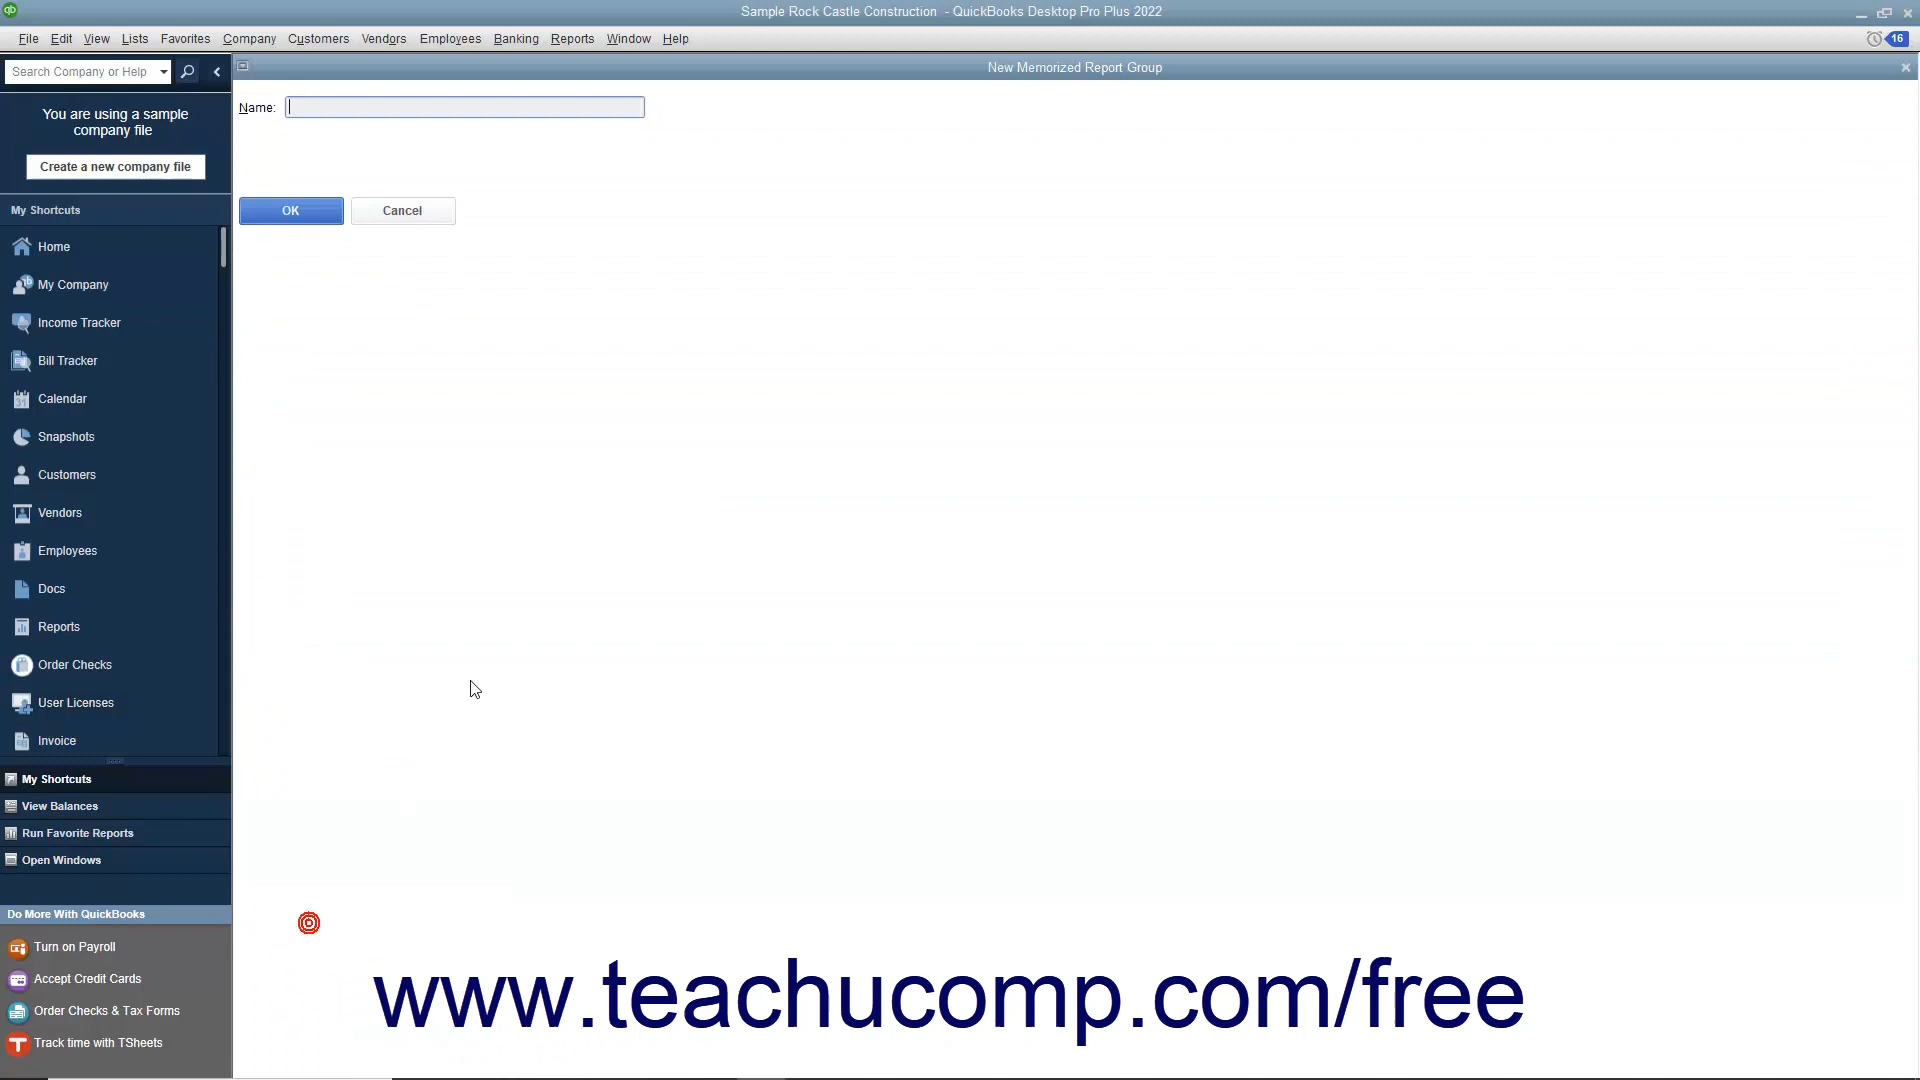 Sample Rock Castle Construction - QuickBooks Desktop Pro Plus 2022
File Edit View Lists Favorites Company Customers Vendors Employees Banking Reports Window Help
16
Search Company or Help
New Memorized Report Group
You are using a sample
company file
Create a new company file
Name:
OK Cancel
My Shortcuts
Home
My Company
Income Tracker
Bill Tracker
Calendar
Snapshots
Customers
Vendors
Employees
Docs
Reports
Order Checks
User Licenses
Invoice
My Shortcuts
View Balances
Run Favorite Reports
Open Windows
Do More With QuickBooks
Turn on Payroll
Accept Credit Cards
Order Checks & Tax Forms
Track time with TSheets
www.teachucomp.com/free